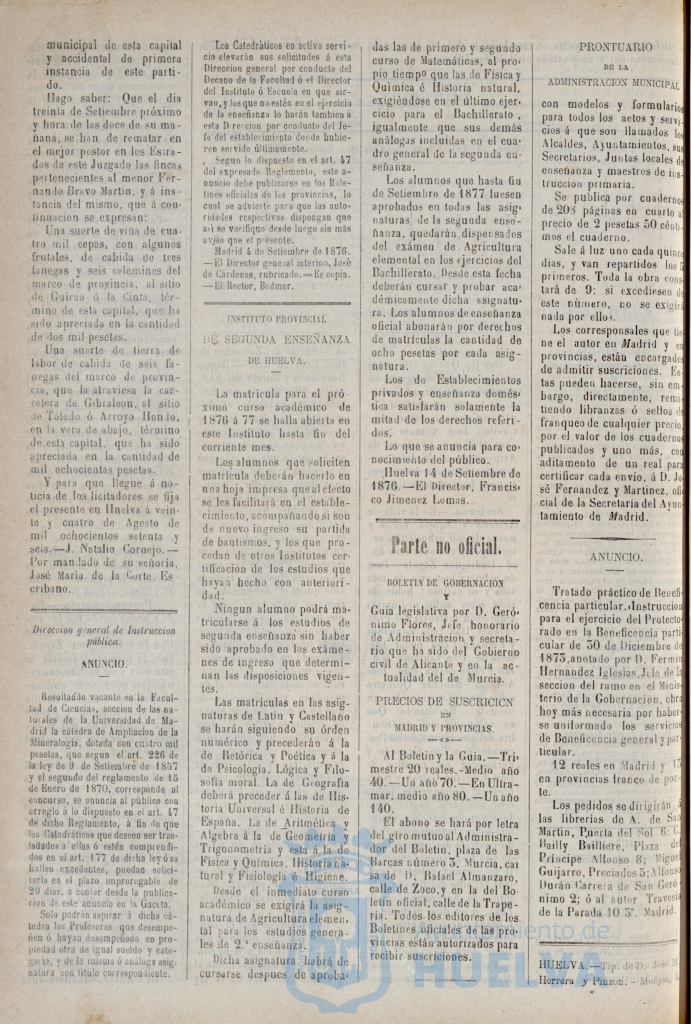 municipal de esta capital
y accidental de primera
instancia de este parti-
do.
Hago saber: Que el dia
treinta de Setiembre próximo
y hora de las doce de su ma-
ñana, se han de rematar en
el mejor postor en los Estra-
dos de este Juzgado las fincas
pertenecientes al menor Fer-
nando Bravo Martin, y á ins-
tancia del mismo, que á con-
tinuacion se expresan:
Una suerte de viña de cua-
tro mil cepas, con algunos
frutales, de cabida de tres
fanegas y seis celemines del
marco de provincia, al sitio
de Guirao ó la Cinta, tér-
mino de esta capital, que ha
sido apreciada en la cantidad
de dos mil pesetas.
Una suerte de tierra de
labor de cabida de seis fa-
negas del marco de provin-
cia, que la atraviesa la car-
retera de Gibraleon, al sitio
de Toledo ó Arroyo Hondo,
en la vera de abajo, término
de esta capital, que ha sido
apreciada en la cantidad de
mil ochocientas pesetas.
Y para que llegue á no-
ticia de los licitadores se fija
el presente en Huelva á vein-
te y cuatro de Agosto de
mil ochocientos setenta y
seis.—J. Natalio Cornejo.—
Por mandado de su señoria,
José Maria de la Corte, Es-
cribano.
Direccion general de Instruccion
pública.
ANUNCIO.
Resultando vacante en la Facul-
tad de Ciencias, seccion de las na-
turales de la Universidad de Ma-
drid la cátedra de Ampliacion de la
Mineralogia, dotada con cuatro mil
pesetas, que segun el art. 226 de
la ley de 9 de Setiembre de 1857
y el segundo del reglamento de 15
de Enero de 1870, corresponde al
concurso, se anuncia al público con
arreglo á lo dispuesto en el art. 47
de dicho Reglamento, á fin de que
los Catedráticos que deseen ser tras-
ladados á ellos ó estén comprendi-
dos en el art. 177 de dicha ley ó se
hallen excedentes, puedan solici-
tarla en el plazo improrogable de
20 dias, á contar desde la publica-
cion de este anuncio en la Gaceta.
Solo podrán aspirar á dicha cá-
tedra los Profesores que desempe-
ñen ó hayan desempeñado en pro-
piedad otra de igual sueldo y cate-
goria, y de la misma ó análoga asig-
natura con titulo correspondiente.
Los Catedráticos en activo servi-
cio elevarán sus solicitudes á esta
Direccion general por conducto del
Decano de la Facultad ó el Director
del Instituto ó Escuela en que sir-
van, y los que no estén en el ejercicio
de la enseñanza lo harán tambien á
esta Direccion por conducto del Je-
fe del establecimiento donde hubie-
ren servido últimamente.
Segun lo dispuesto en el art. 47
del expresado Reglamento, este a-
nuncio debe publicarse en los Bole-
tines oficiales de las provincias, lo
cual se advierte para que las auto-
ridades respectivas dispongan que
así se verifique desde luego sin más
aviso que el presente.
Madrid 4 de Setiembre de 1876.
—El Director general interino, José
de Cárdenas, rubricado.—Es copia.
—El Rector, Bedmar.
INSTITUTO PROVINCIAL
DE SEGUNDA ENSEÑANZA
DE HUELVA.
La matricula para el pró-
ximo curso académico de
1876 á 77 se halla abierta en
este Instituto hasta fin del
corriente mes.
Los alumnos que soliciten
matricula deberán hacerlo en
una hoja impresa que al efecto
se les facilitará en el estable-
cimiento, acompañando si son
de nuevo ingreso su partida
de bautismos, y los que pro-
cedan de otros Institutos cer-
tificacion de los estudios que
hayan hecho con anteriori-
dad.
Ningun alumno podrá ma-
tricularse á los estudios de
segunda enseñanza sin haber
sido aprobado en los exáme-
nes de ingreso que determi-
nan las disposiciones vigen-
tes.
Las matriculas en las asig-
naturas de Latin y Castellano
se harán siguiendo su órden
numérico y precederán á la
de Retórica y Poética y á la
de Psicologia, Lógica y Filo-
sofia moral. La de Geografia
deberá preceder á las de His-
toria Universal é Historia de
España. La de Aritmética y
Algebra á la de Geometría y
Trigonometria y esta á la de
Fisica y Quimica, Historia na-
tural y Fisiologia é Higiene.
Desde el inmediato curso
académico se exigirá la asig-
natura de Agricultura elemen-
tal para los estudios genera-
les de 2.ª enseñanza.
Dicha asignatura habrá de
cursarse despues de aproba-
das las de primero y segundo
curso de Matemáticas, al pro-
pio tiempo que las de Fisica y
Quimica é Historia natural,
exigiéndose en el último ejer-
cicio para el Bachillerato,
igualmente que sus demás
análogas incluidas en el cua-
dro general de la segunda en-
señanza.
Los alumnos que hasta fin
de Setiembre de 1877 fuesen
aprobados en todas las asig-
naturas de la segunda ense-
ñanza, quedarán dispensados
del exámen de Agricultura
elemental en los ejercicios del
Bachillerato. Desde esta fecha
deberán cursar y probar aca-
démicamente dicha asignatu-
ra. Los alumnos de enseñanza
oficial abonarán por derechos
de matriculas la cantidad de
ocho pesetas por cada asig-
natura.
Los de Establecimientos
privados y enseñanza domés-
tica satisfarán solamente la
mitad de los derechos referi-
dos.
Lo que se anuncia para co-
nocimiento del público.
Huelva 14 de Setiembre de
1876.—El Director, Francis-
co Jimenez Lomas.
Parte no oficial.
BOLETIN DE GOBERNACION
Y
Guia legislativa por D. Geró-
nimo Flores, Jefe honorario
de Administracion y secreta-
rio que ha sido del Gobierno
civil de Alicante y en la ac-
tualidad del de Murcia.
PRECIOS DE SUSCRICION
EN
MADRID Y PROVINCIAS.
Al Boletin y la Guia.—Tri-
mestre 20 reales.-Medio año
40.—Un año 70.—En Ultra-
mar, medio año 80.—Un año
140.
El abono se hará por letra
del giro mutuo al Administra-
dor del Boletin, plaza de las
Barcas número 3, Murcia, ca-
sa de D. Rafael Almanzaro,
calle de Zoco, y en la del Bo-
letin oficial, calle de la Trape-
ria. Todos los editores de los
Boletines oficiales de las pro-
vincias están autorizados para
recibir suscriciones.
PRONTUARIO
DE LA
ADMINISTRACION MUNICIPAL
con modelos y formularios
para todos los actos y servi-
cios á que son llamados los
Alcaldes, Ayuntamientos, sus
Secretarios, Juntas locales de
enseñanza y maestros de ins-
truccion primaria.
Se publica por cuadernos
de 208 páginas en cuarto al
precio de 2 pesetas 50 cénti-
mos el cuaderno.
Sale á luz uno cada quince
dias, y van repartidos los 5
primeros. Toda la obra cons-
tará de 9: si excediesen de
este número, no se exigirá
nada por ellos.
Los corresponsales que tie-
ne el autor en Madrid y en
provincias, están encargados
de admitir suscriciones. Es-
tas pueden hacerse, sin em-
bargo, directamente, remi-
tiendo libranzas ó sellos de
franqueo de cualquier precio,
por el valor de los cuadernos
publicados y uno más, con
aditamento de un real para
certificar cada envio, á D. Jo-
sé Fernandez y Martinez, ofi-
cial de la Secretaria del Ayun-
tamiento de Madrid.
ANUNCIO.
Tratado práctico de Benefi-
cencia particular. Instruccion
para el ejercicio del Protecto-
rado en la Beneficencia parti-
cular de 30 de Diciembre de
1873, anotado por D. Fermin
Hernandez Iglesias, Jefe de la
seccion del ramo en el Minis-
terio de la Gobernacion, obra
hoy más necesaria por haber-
se uniformado los servicios
de Beneficencia general y par-
ticular.
12 reales en Madrid y 15
en provincias franco de por-
te.
Los pedidos se dirigirán á
las librerias de A. de San
Martin, Puerta del Sol 6: C.
Bailly Bailliere, Plaza del
Principe Alfonso 8; Miguel
Guijarro, Preciados 5; Alfonso
Durán Carrera de San Geró-
nimo 2; ó al autor Travesia
de la Parada 10 3º. Madrid.
HUELVA.—Tip. de D. José M.
Herrera y Pinzon. - Monjas,
Ayuntamiento de
HUELVA